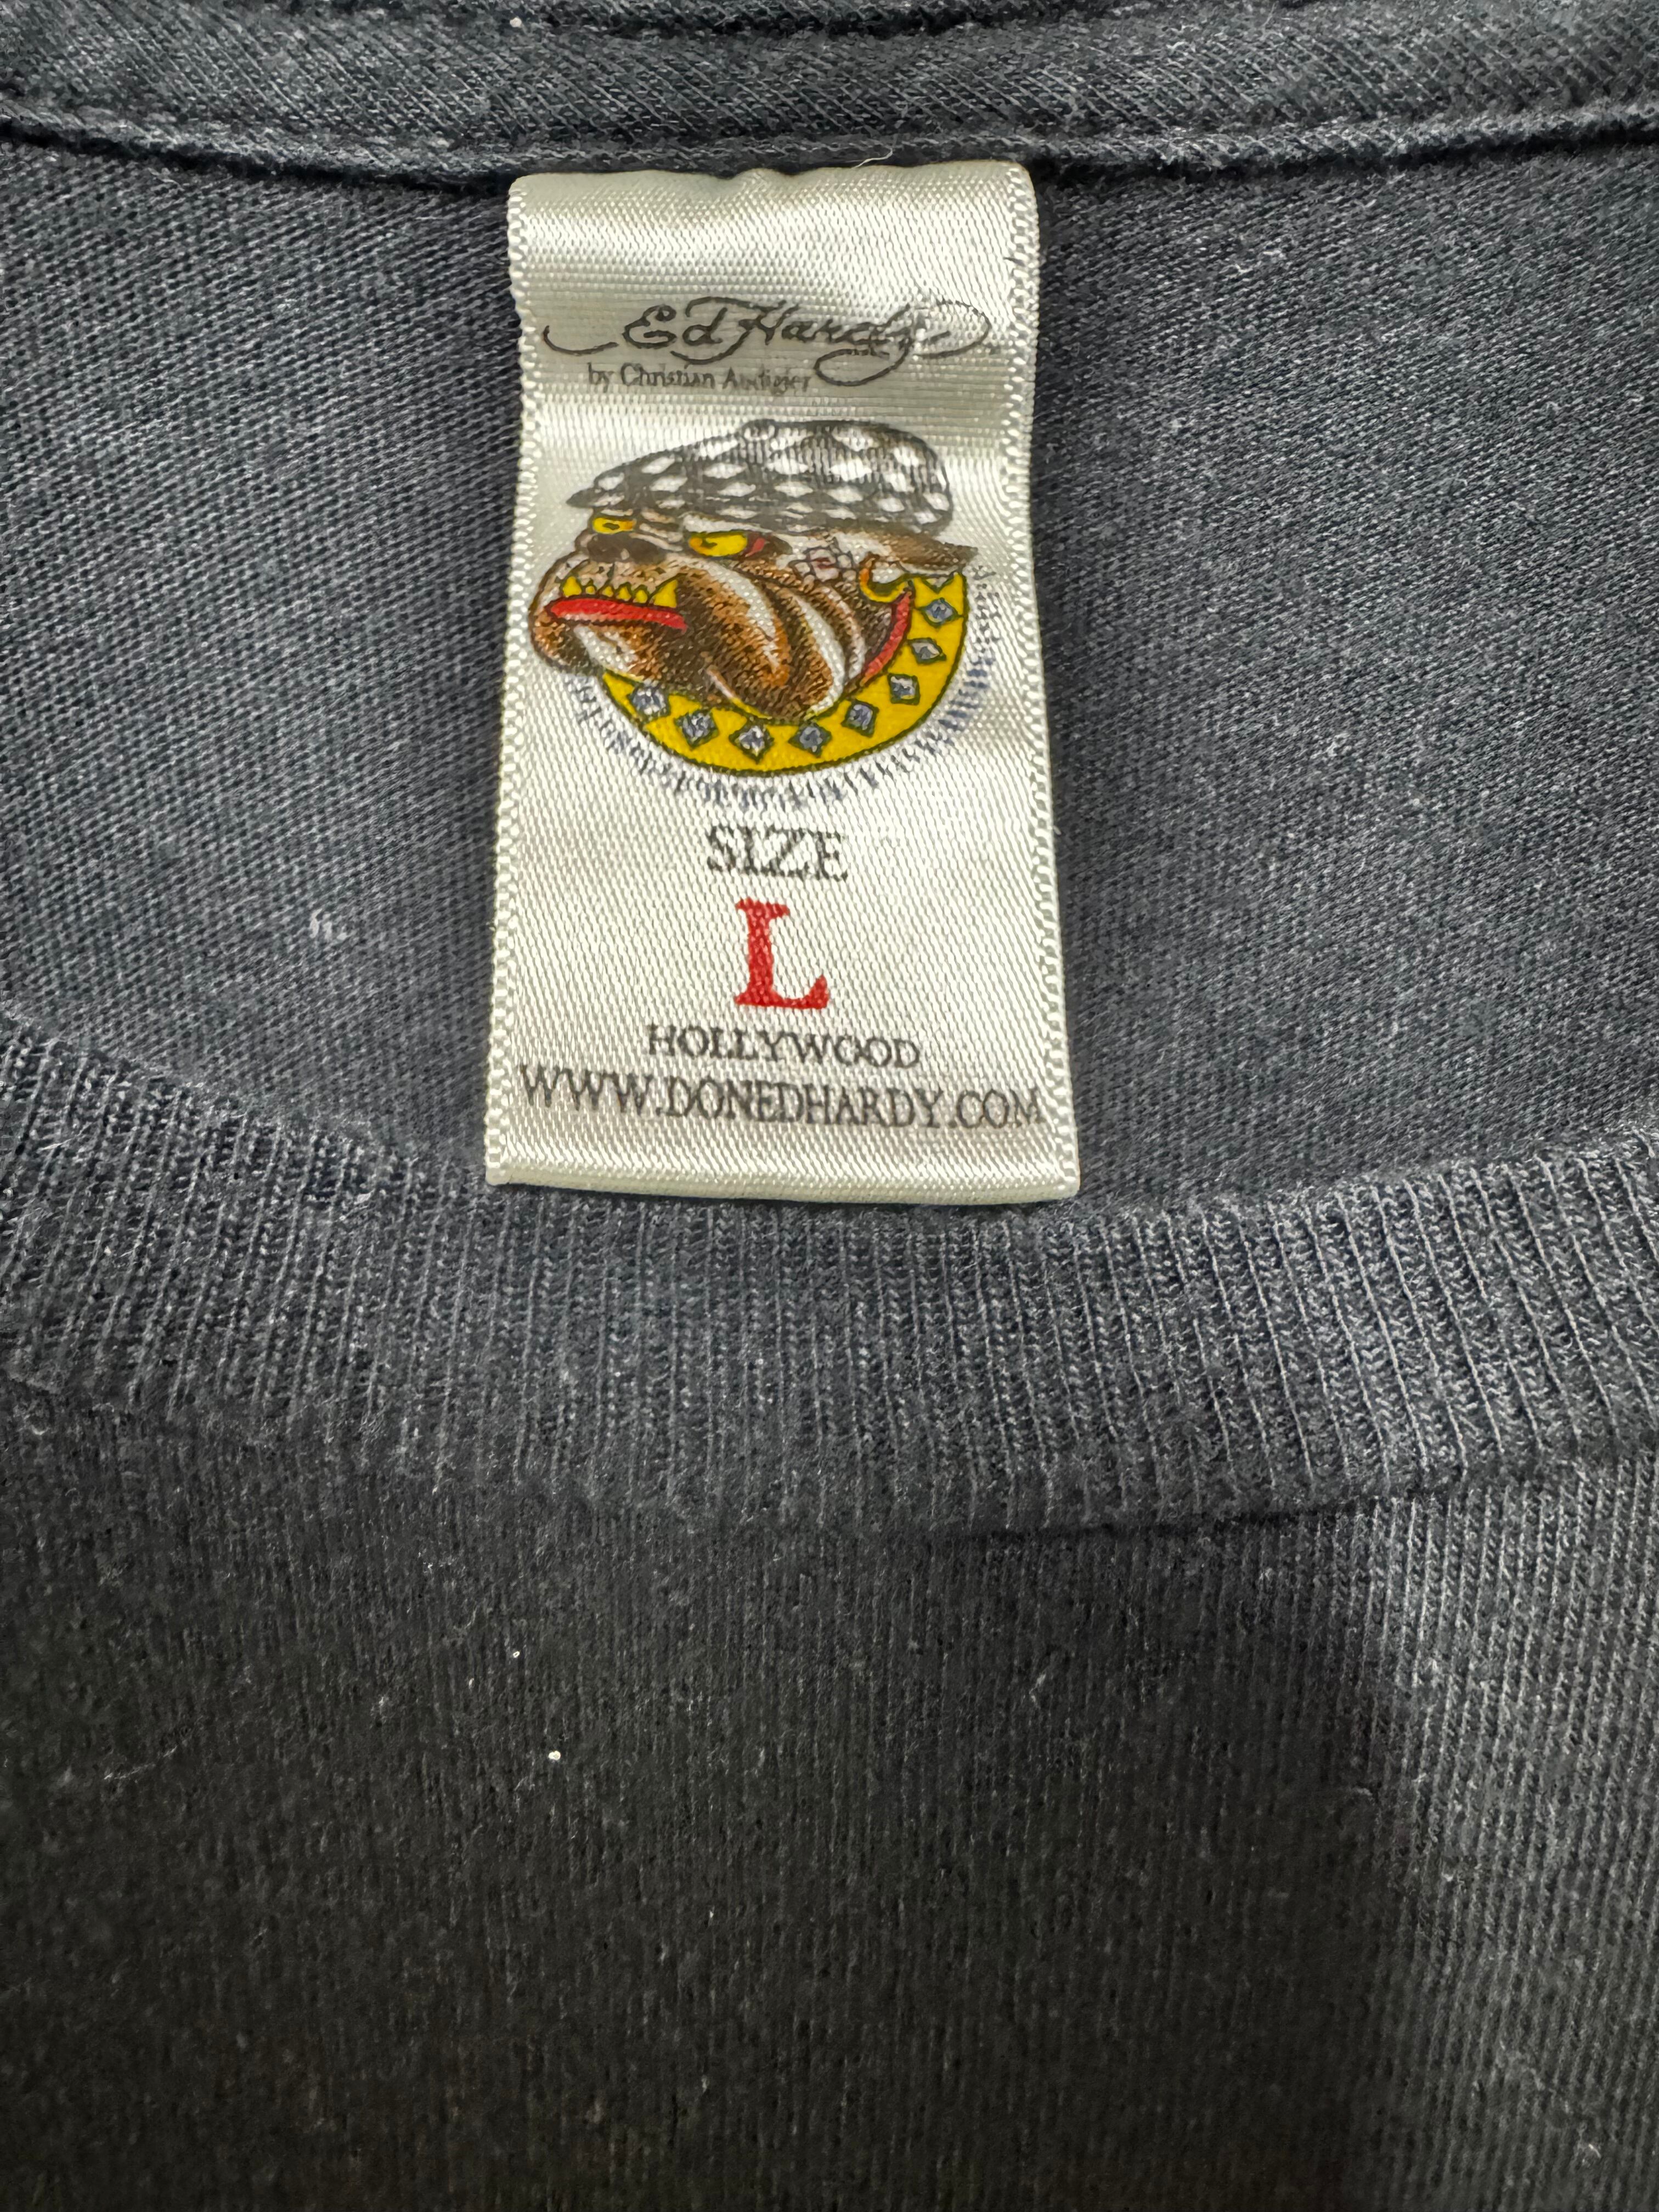 Ed Hardy
by Christian Audigier
SIZE
L
HOLLYWOOD
WWW.DONEDHARDY.COM